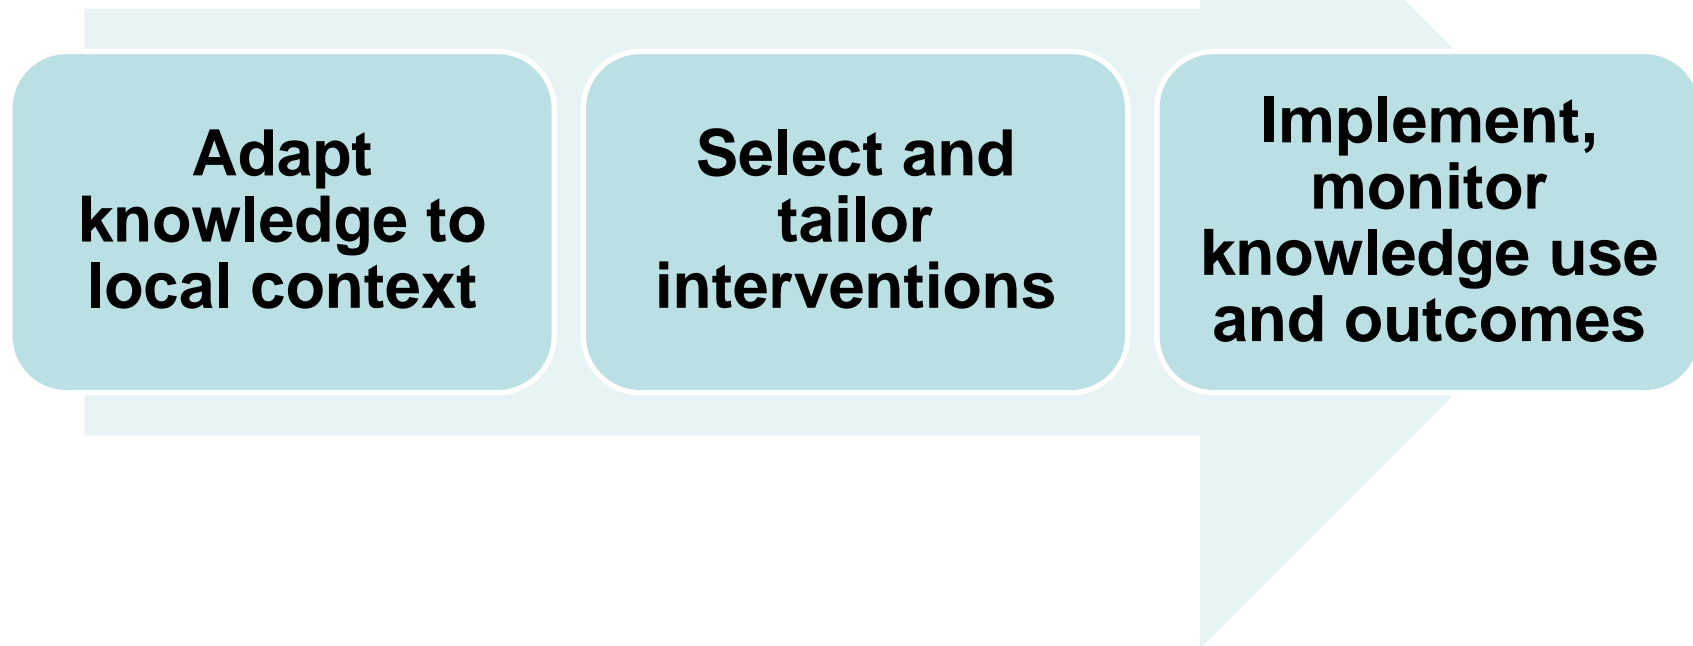 Adapt
knowledge to
local context
Select and
tailor
interventions
Implement,
monitor
knowledge use
and outcomes